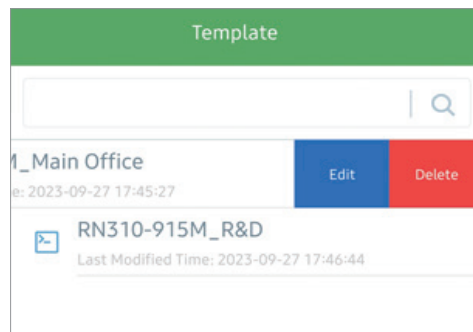 Template
_Main Office
Edit
Delete
e: 2023-09-27 17:45:27
RN310-915M_R&D
Last Modified Time: 2023-09-27 17:46:44